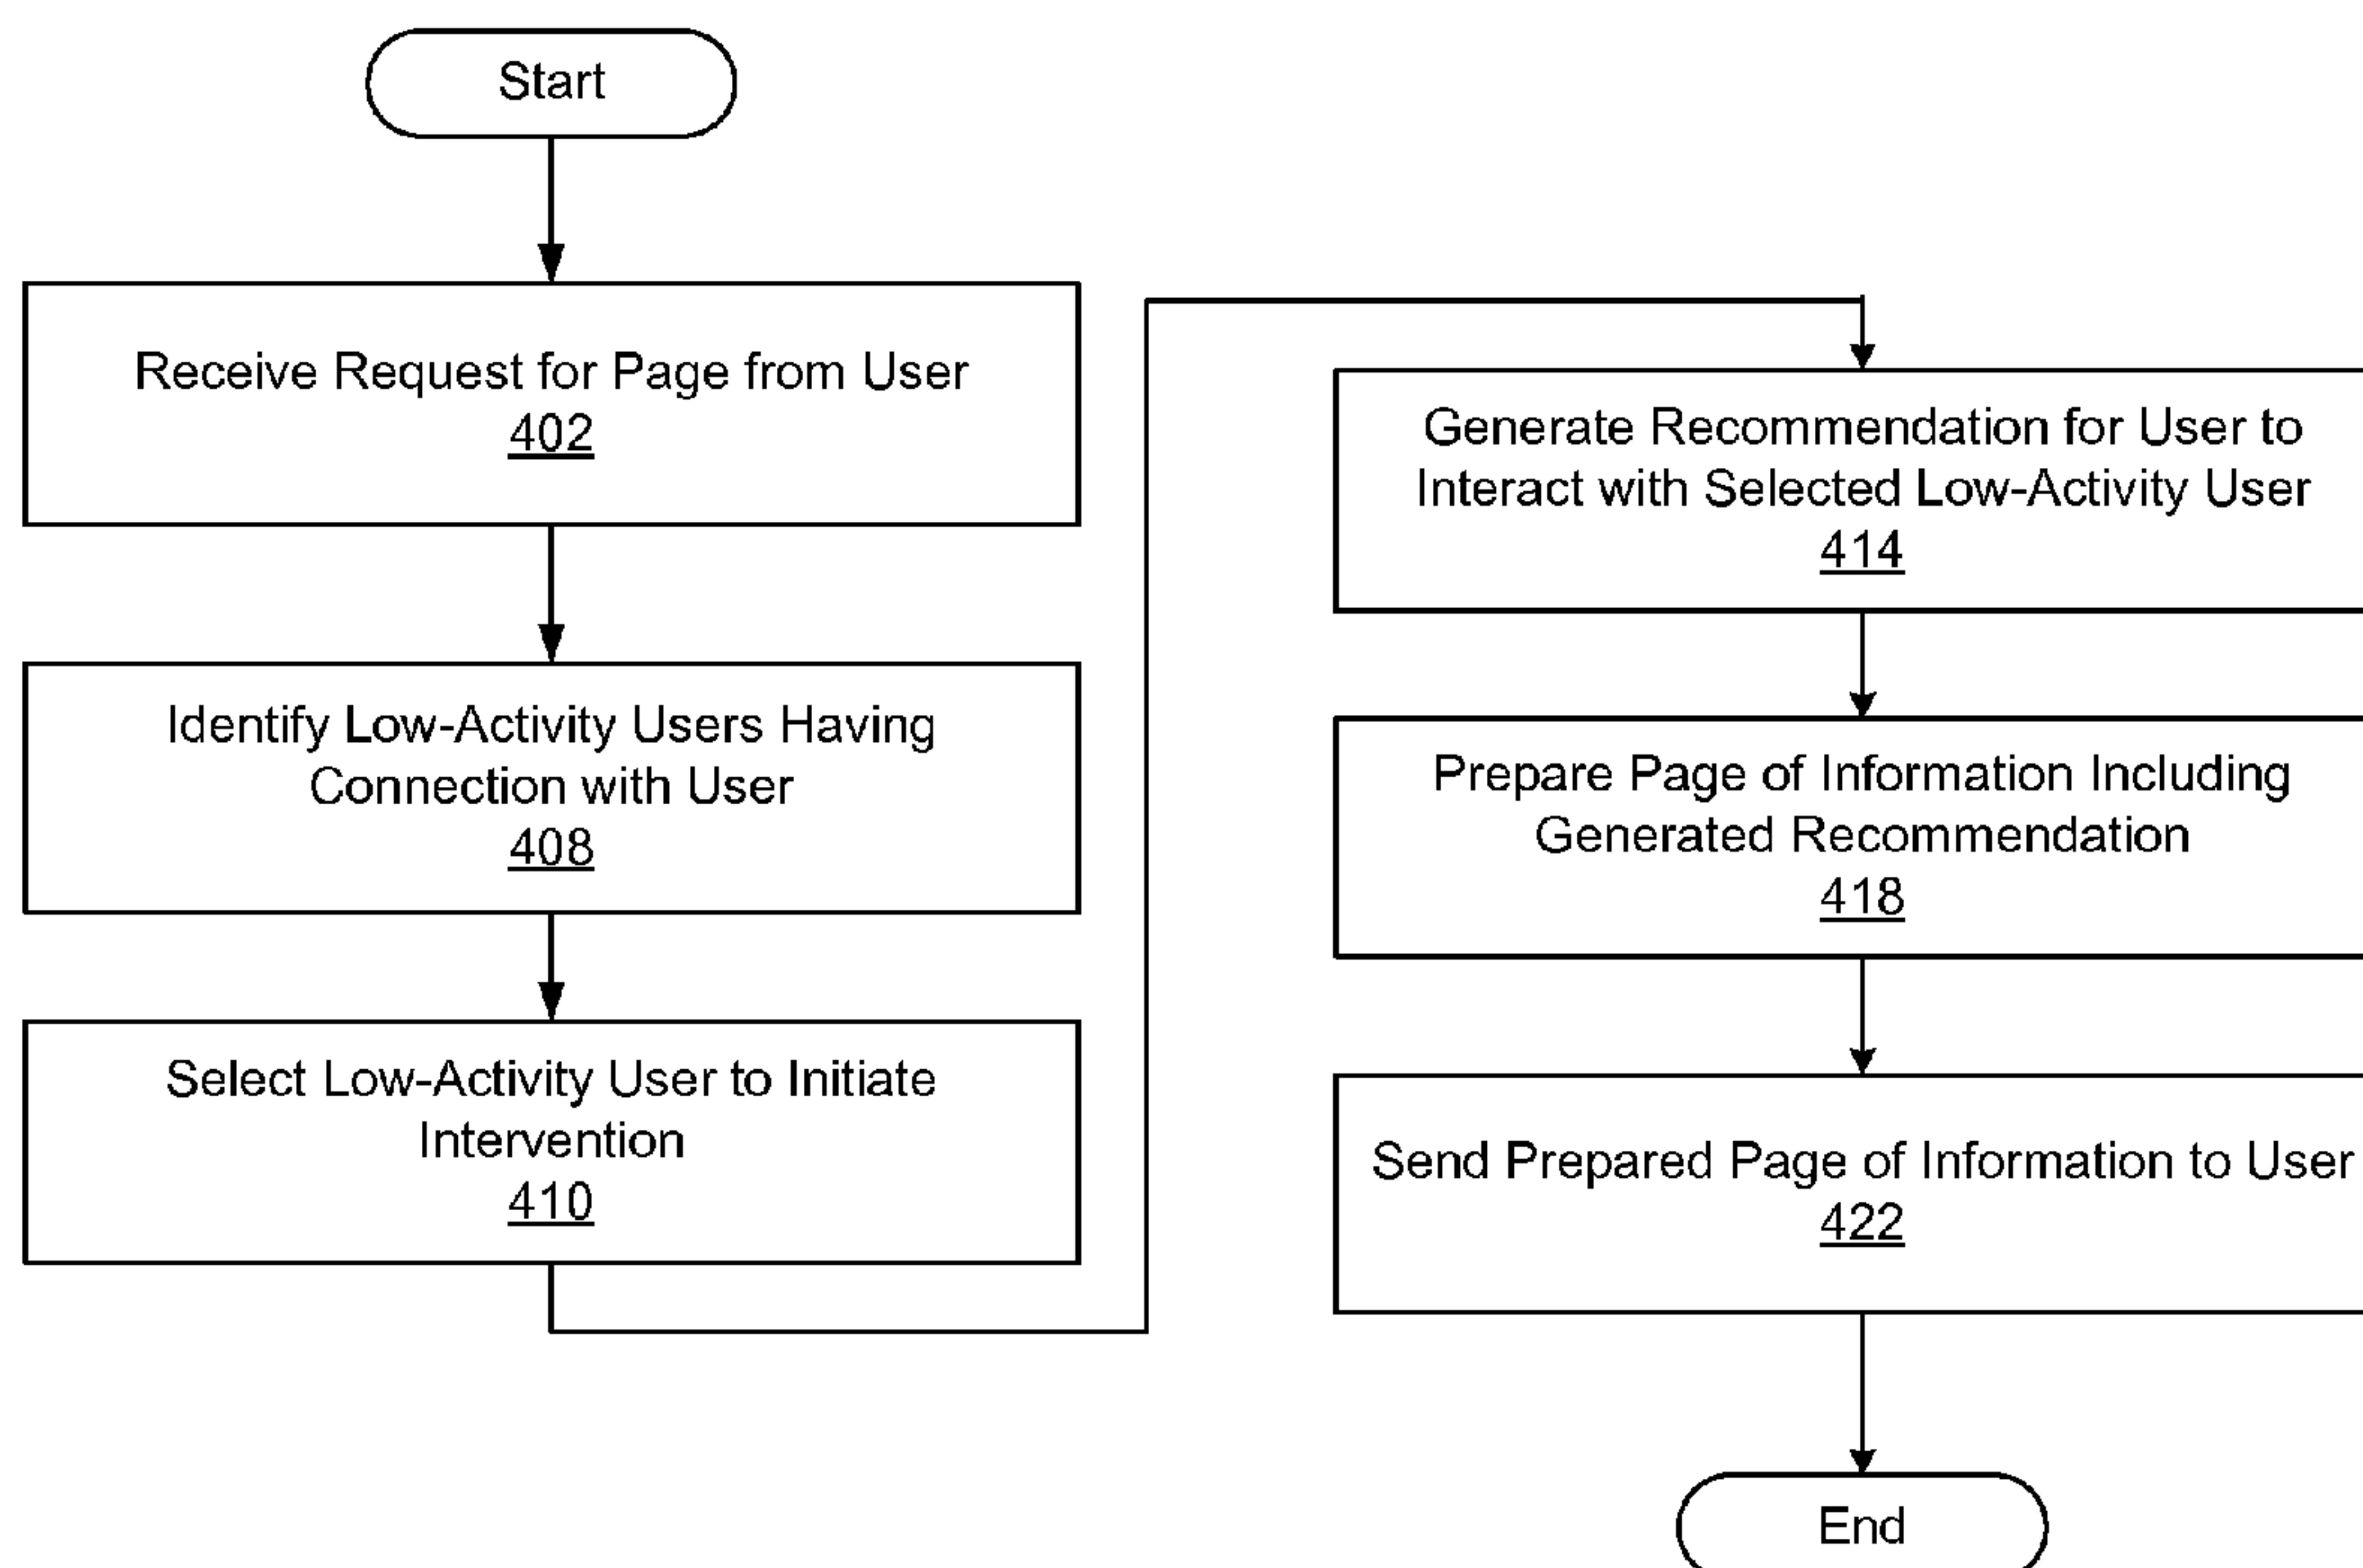 Start
Receive Request for Page from User
402
Identify Low-Activity Users Having
Connection with User
408
Select Low-Activity User to Initiate
Intervention
410
Generate Recommendation for User to
Interact with Selected Low-Activity User
414
Prepare Page of Information Including
Generated Recommendation
418
Send Prepared Page of Information to User
422
End